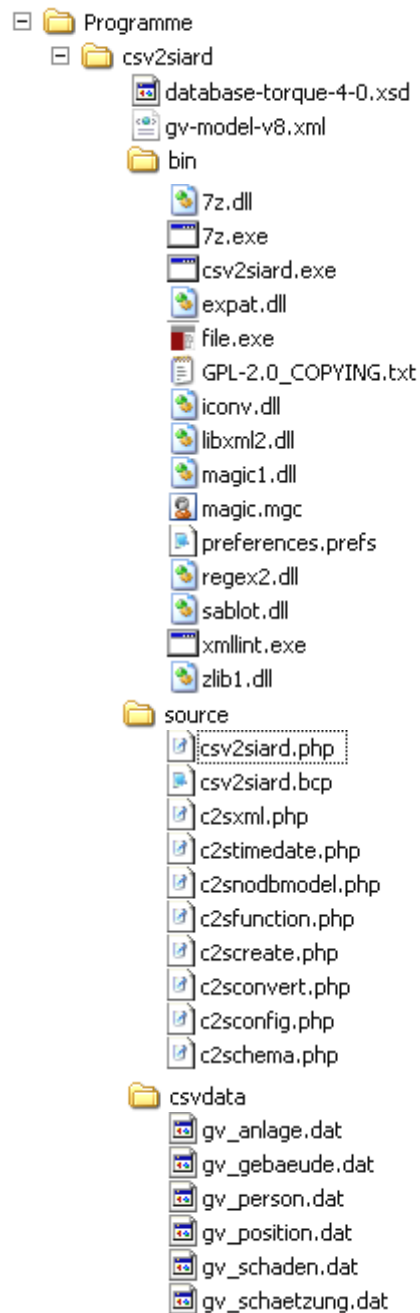 Programme
csv2siard
database-torque-4-0.xsd
gv-model-v8.xml
bin
7z.dll
7z.exe
csv2siard.exe
expat.dll
file.exe
GPL-2.0_COPYING.txt
iconv.dll
libxml2.dll
magic1.dll
magic.mgc
preferences.prefs
regex2.dll
sablot.dll
xmllint.exe
zlib1.dll
source
csv2siard.php
csv2siard.bcp
c2sxml.php
c2stimedate.php
c2snodbmodel.php
c2sfunction.php
c2screate.php
c2sconvert.php
c2sconfig.php
c2schema.php
csvdata
gv_anlage.dat
gv_gebaeude.dat
gv_person.dat
gv_position.dat
gv_schaden.dat
gv_schaetzung.dat